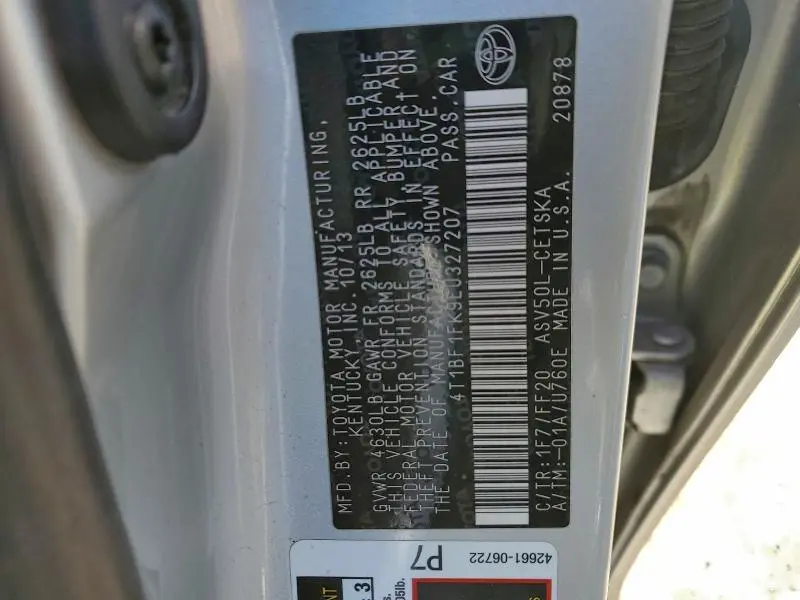 MFD. BY: TOYOTA MOTOR MANUFACTURING,
KENTUCKY, INC. 10/13
GVWR 4630LB GAWR FR 2625LB RR 2625LB
THIS VEHICLE CONFORMS TO ALL APPLICABLE
FEDERAL MOTOR VEHICLE SAFETY, BUMPER AND
THEFT PREVENTION STANDARDS IN EFFECT ON
THE DATE OF MANUFACTURE SHOWN ABOVE.
4T1BF1FK9EU327207 PASS. CAR
C/TR: 1F7/FF20 ASV50L-CETSKA
A/TM: -01A/U760E MADE IN U.S.A. 20878
42661-06722
P7